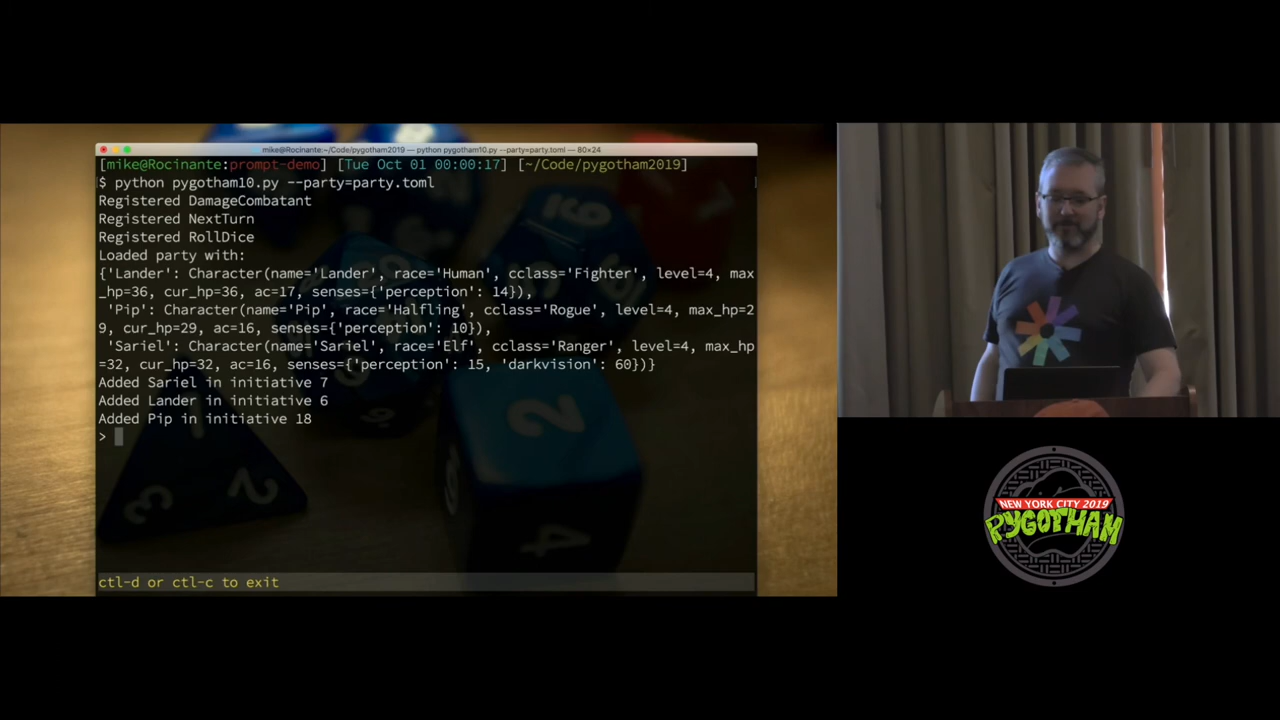 mike@Rocinante:~/Code/pygotham2019 — python pygotham10.py --party=party.toml — 80×24
[mike@Rocinante:prompt-demo] [Tue Oct 01 00:00:17] [~/Code/pygotham2019]
$ python pygotham10.py --party=party.toml
Registered DamageCombatant
Registered NextTurn
Registered RollDice
Loaded party with:
{'Lander': Character(name='Lander', race='Human', cclass='Fighter', level=4, max
_hp=36, cur_hp=36, ac=17, senses={'perception': 14}),
 'Pip': Character(name='Pip', race='Halfling', cclass='Rogue', level=4, max_hp=2
9, cur_hp=29, ac=16, senses={'perception': 10}),
 'Sariel': Character(name='Sariel', race='Elf', cclass='Ranger', level=4, max_hp
=32, cur_hp=32, ac=16, senses={'perception': 15, 'darkvision': 60})}
Added Sariel in initiative 7
Added Lander in initiative 6
Added Pip in initiative 18
>
ctl-d or ctl-c to exit
16
2
3
2
4
NEW YORK CITY 2019
PYGOTHAM